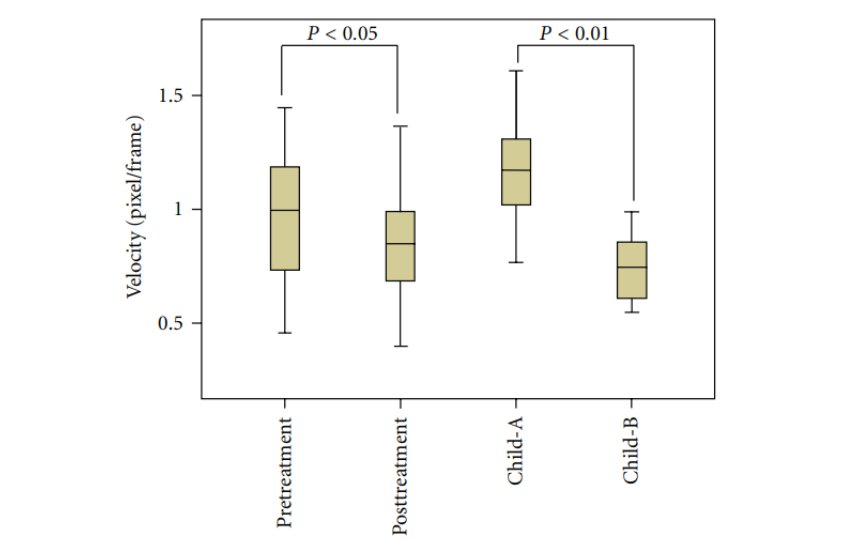 P < 0.05
P < 0.01
1.5
1
0.5
Velocity (pixel/frame)
Pretreatment
Posttreatment
Child-A
Child-B